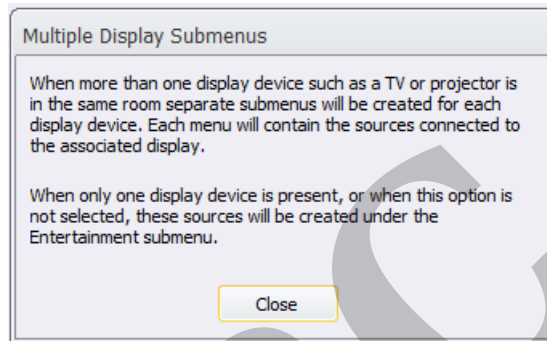 Multiple Display Submenus
When more than one display device such as a TV or projector is
in the same room separate submenus will be created for each
display device. Each menu will contain the sources connected to
the associated display.
When only one display device is present, or when this option is
not selected, these sources will be created under the
Entertainment submenu.
Close